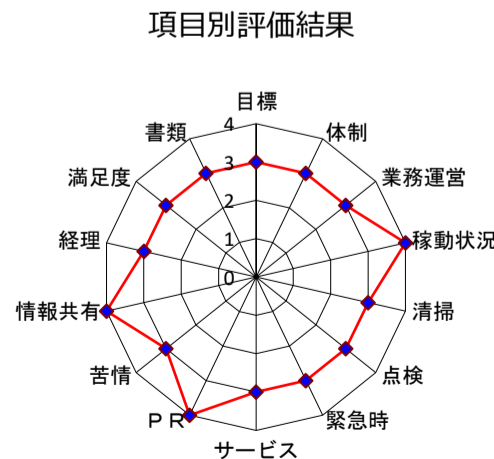 項目別評価結果
目標
体制
業務運営
稼動状況
清掃
点検
緊急時
サービス
ＰＲ
苦情
情報共有
経理
満足度
書類
4
3
2
1
0